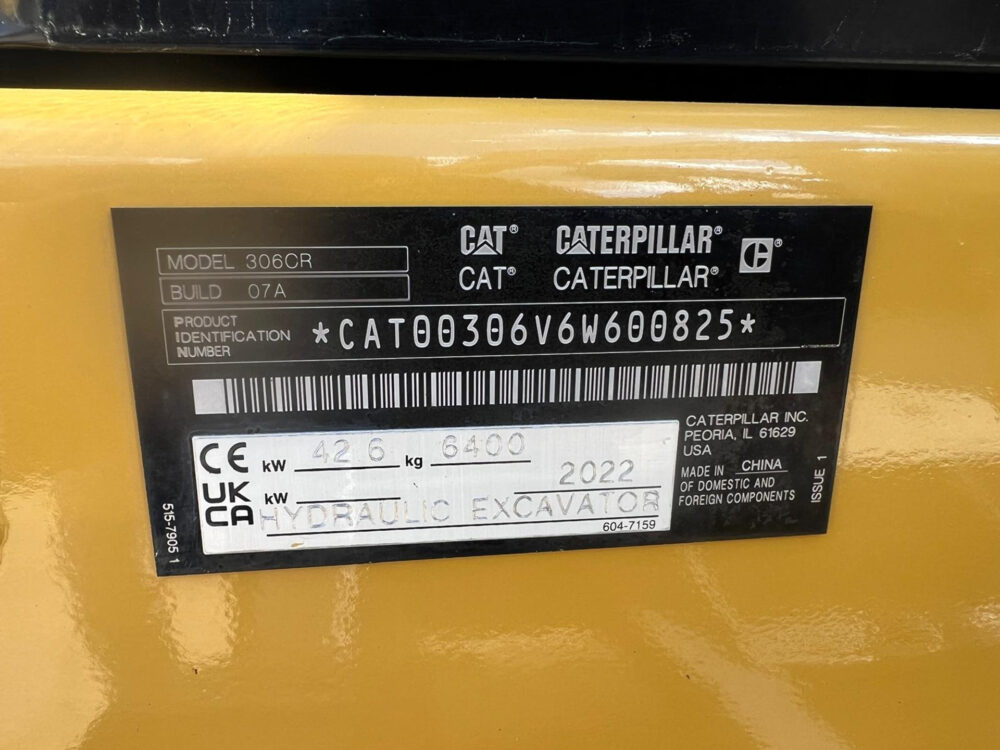 CAT® CATERPILLAR® C®
CAT® CATERPILLAR®
MODEL 306CR
BUILD 07A
PRODUCT
IDENTIFICATION
NUMBER
*CAT00306V6W600825*
CE kW 42.6 kg 6400
UK
CA
kW 2022
HYDRAULIC EXCAVATOR
604-7159
CATERPILLAR INC.
PEORIA, IL 61629
USA
MADE IN CHINA
OF DOMESTIC AND
FOREIGN COMPONENTS
ISSUE 1
515-7905 1